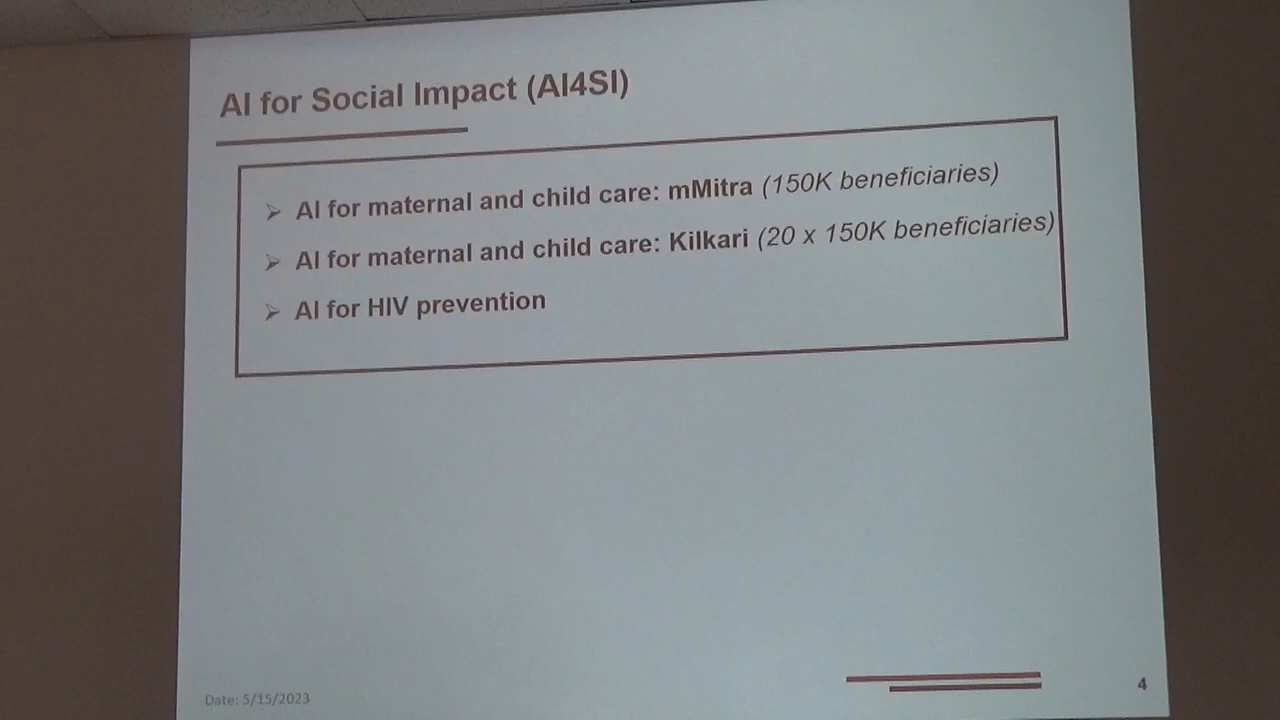 AI for Social Impact (AI4SI)
➢ AI for maternal and child care: mMitra (150K beneficiaries)
➢ AI for maternal and child care: Kilkari (20 x 150K beneficiaries)
➢ AI for HIV prevention
Date: 5/15/2023
4